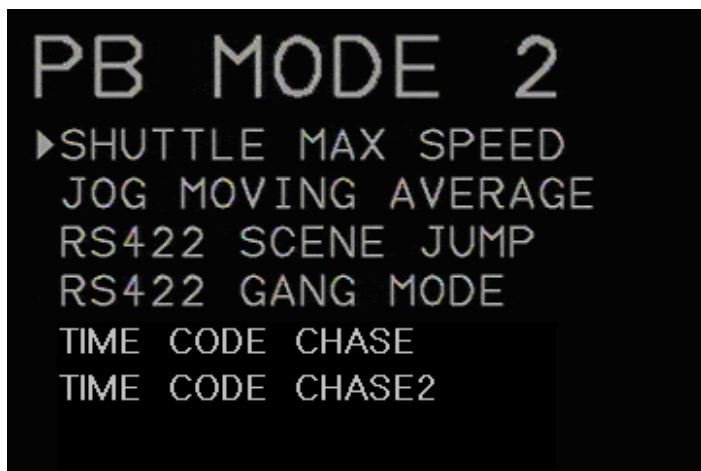 PB MODE 2
SHUTTLE MAX SPEED
JOG MOVING AVERAGE
RS422 SCENE JUMP
RS422 GANG MODE
TIME CODE CHASE
TIME CODE CHASE2